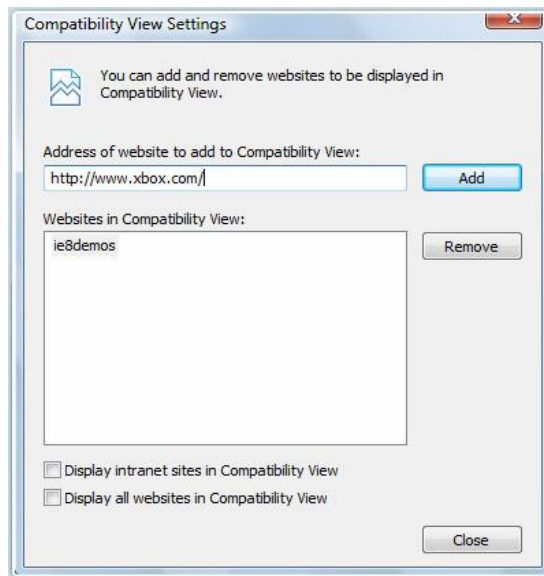 Compatibility View Settings
You can add and remove websites to be displayed in
Compatibility View.
Address of website to add to Compatibility View:
http://www.xbox.com/
Add
Websites in Compatibility View:
ie8demos
Remove
Display intranet sites in Compatibility View
Display all websites in Compatibility View
Close